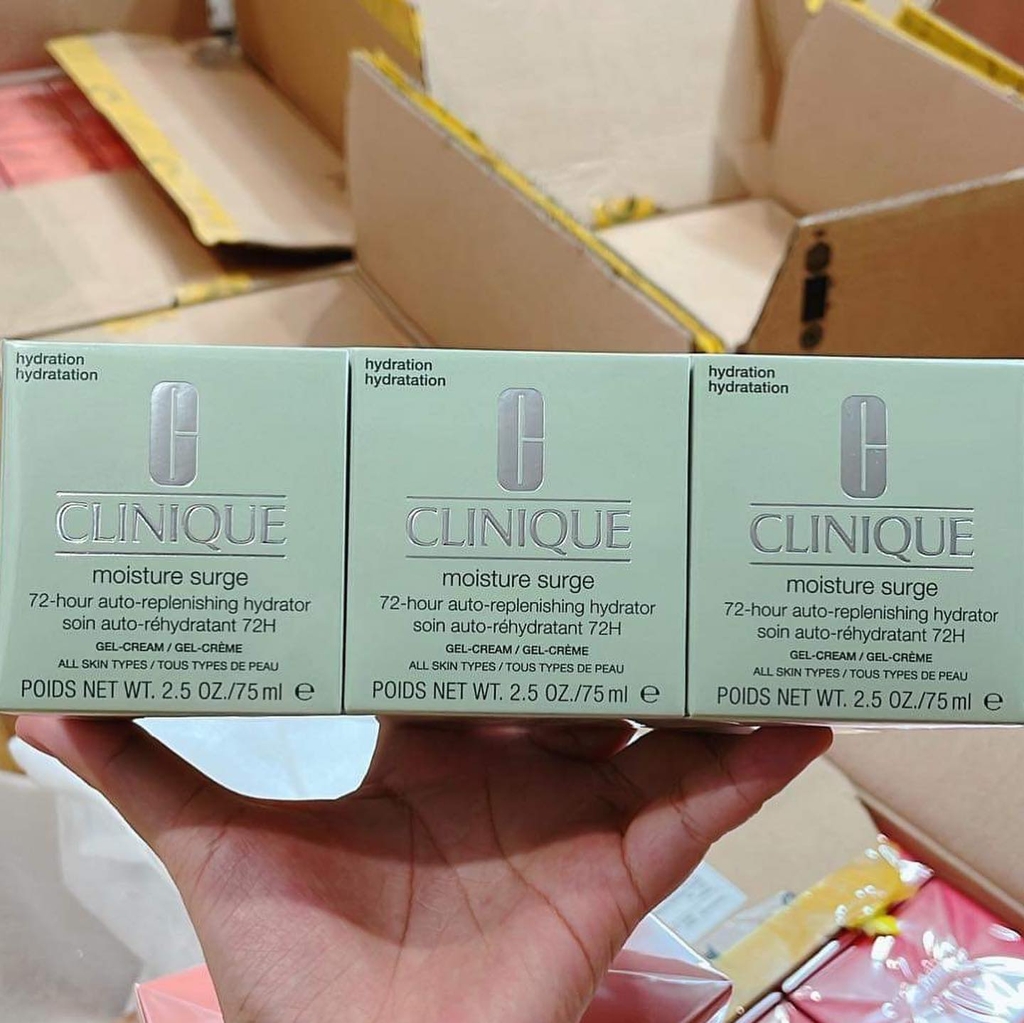 hydration
hydratation
C
CLINIQUE
moisture surge
72-hour auto-replenishing hydrator
soin auto-réhydratant 72H
GEL-CREAM / GEL-CRÈME
ALL SKIN TYPES / TOUS TYPES DE PEAU
POIDS NET WT. 2.5 OZ./75 ml e
hydration
hydratation
C
CLINIQUE
moisture surge
72-hour auto-replenishing hydrator
soin auto-réhydratant 72H
GEL-CREAM / GEL-CRÈME
ALL SKIN TYPES / TOUS TYPES DE PEAU
POIDS NET WT. 2.5 OZ./75 ml e
hydration
hydratation
C
CLINIQUE
moisture surge
72-hour auto-replenishing hydrator
soin auto-réhydratant 72H
GEL-CREAM / GEL-CRÈME
ALL SKIN TYPES / TOUS TYPES DE PEAU
POIDS NET WT. 2.5 OZ./75 ml e